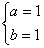 a = 1
b = 1